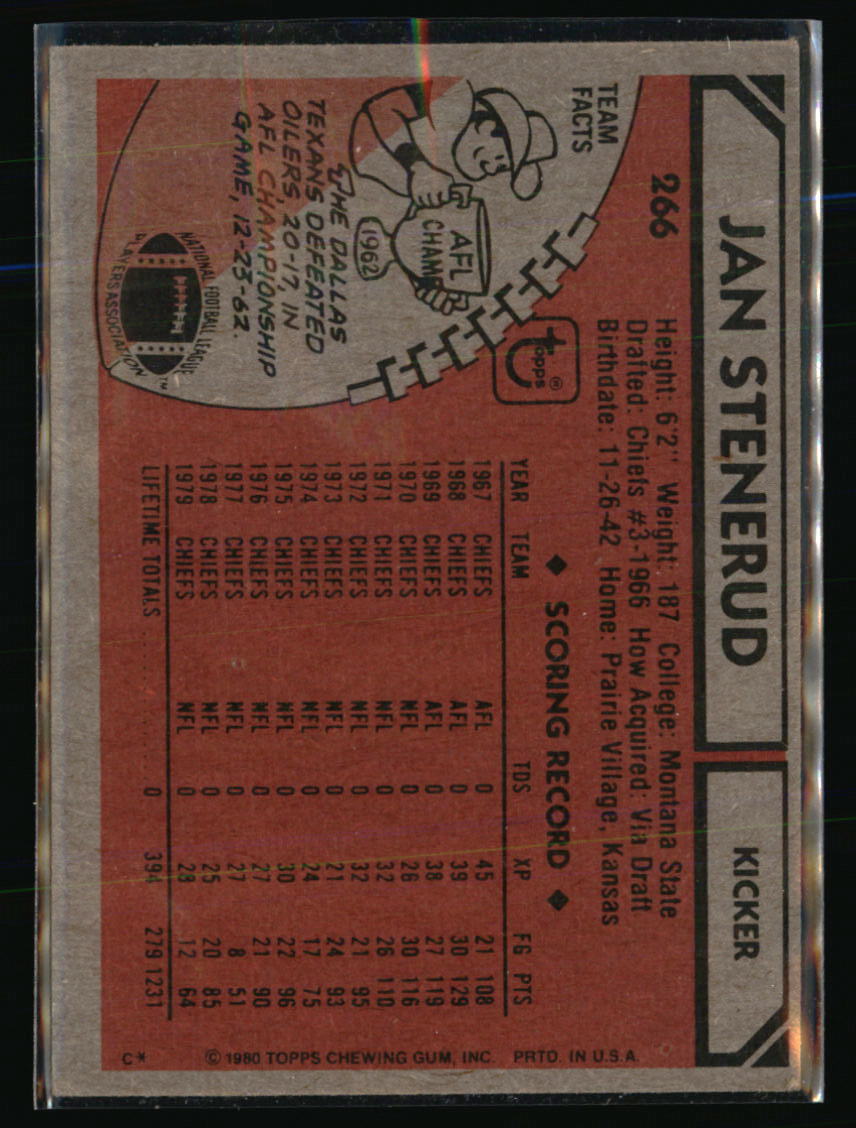 JAN STENERUD
KICKER
266
Height: 6'2" Weight: 187 College: Montana State
Drafted: Chiefs #3-1966 How Acquired: Via Draft
Birthdate: 11-26-42 Home: Prairie Village, Kansas
TEAM
FACTS
AFL
CHAMP
1962
THE DALLAS
TEXANS DEFEATED
OILERS, 20-17, IN
AFL CHAMPIONSHIP
GAME, 12-23-62.
NATIONAL FOOTBALL LEAGUE
PLAYERS ASSOCIATION™
Topps®
◆ SCORING RECORD ◆
YEAR TEAM TDS XP FG PTS
1967 CHIEFS AFL 0 45 21 108
1968 CHIEFS AFL 0 39 30 129
1969 CHIEFS AFL 0 38 27 119
1970 CHIEFS NFL 0 26 30 116
1971 CHIEFS NFL 0 32 26 110
1972 CHIEFS NFL 0 32 21 95
1973 CHIEFS NFL 0 21 24 93
1974 CHIEFS NFL 0 24 17 75
1975 CHIEFS NFL 0 30 22 96
1976 CHIEFS NFL 0 27 21 90
1977 CHIEFS NFL 0 27 8 51
1978 CHIEFS NFL 0 25 20 85
1979 CHIEFS NFL 0 28 12 64
LIFETIME TOTALS . . . . . . . . . . 0 394 279 1231
C* © 1980 TOPPS CHEWING GUM, INC. PRTD. IN U.S.A.